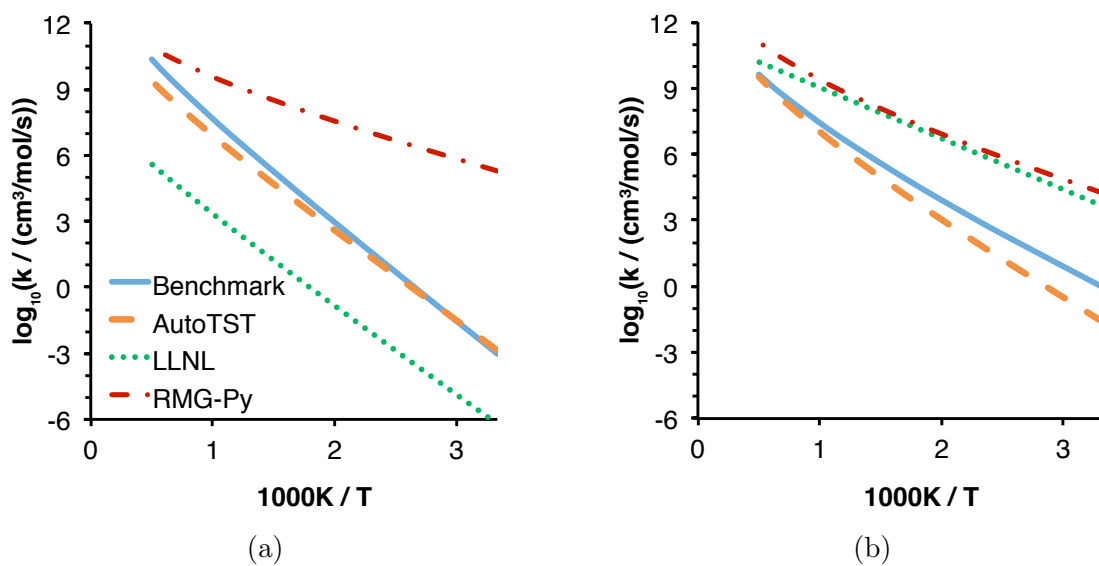 12
9
6
3
0
-3
-6
log₁₀(k / (cm³/mol/s))
Benchmark
AutoTST
LLNL
RMG-Py
0 1 2 3
1000K / T
(a)
12
9
6
3
0
-3
-6
log₁₀(k / (cm³/mol/s))
0 1 2 3
1000K / T
(b)